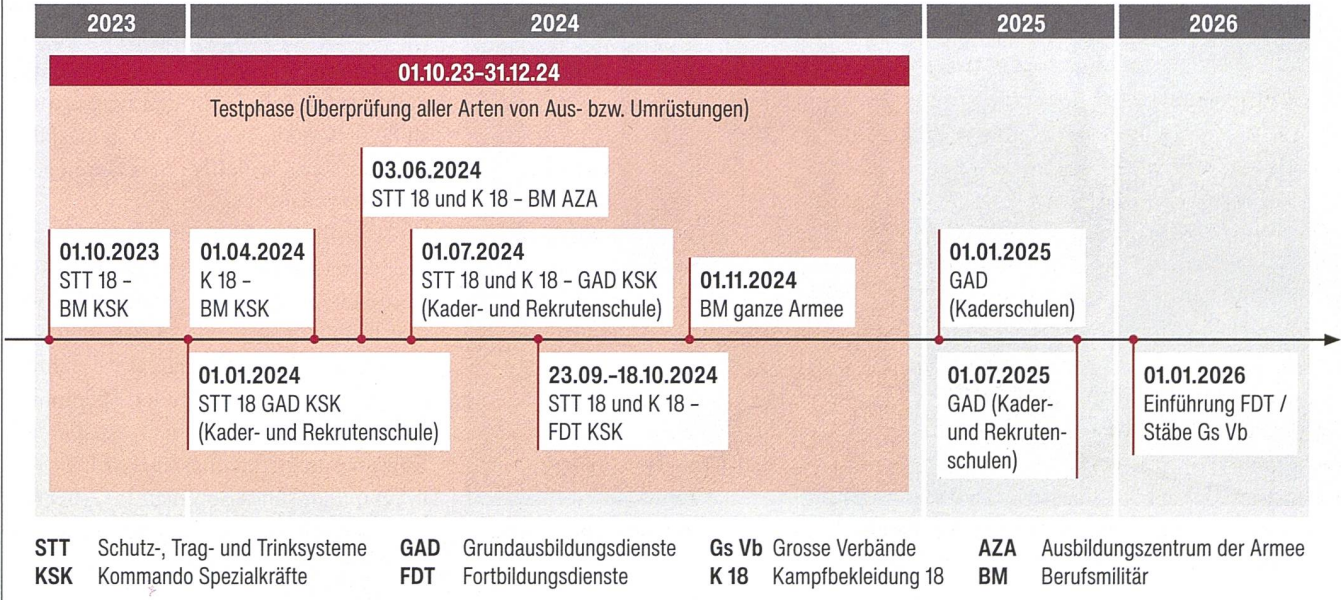 2023
2024
2025
2026
01.10.23–31.12.24
Testphase (Überprüfung aller Arten von Aus- bzw. Umrüstungen)
03.06.2024
STT 18 und K 18 – BM AZA
01.10.2023
STT 18 –
BM KSK
01.04.2024
K 18 –
BM KSK
01.07.2024
STT 18 und K 18 – GAD KSK
(Kader- und Rekrutenschule)
01.11.2024
BM ganze Armee
01.01.2025
GAD
(Kaderschulen)
01.01.2024
STT 18 GAD KSK
(Kader- und Rekrutenschule)
23.09.–18.10.2024
STT 18 und K 18 –
FDT KSK
01.07.2025
GAD (Kader-
und Rekruten-
schulen)
01.01.2026
Einführung FDT /
Stäbe Gs Vb
STT Schutz-, Trag- und Trinksysteme
KSK Kommando Spezialkräfte
GAD Grundausbildungsdienste
FDT Fortbildungsdienste
Gs Vb Grosse Verbände
K 18 Kampfbekleidung 18
AZA Ausbildungszentrum der Armee
BM Berufsmilitär